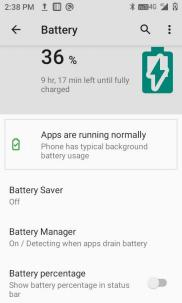 2:38 PM
4G
Battery
36 %
9 hr, 17 min left until fully
charged
Apps are running normally
Phone has typical background
battery usage
Battery Saver
Off
Battery Manager
On / Detecting when apps drain battery
Battery percentage
Show battery percentage in status
bar